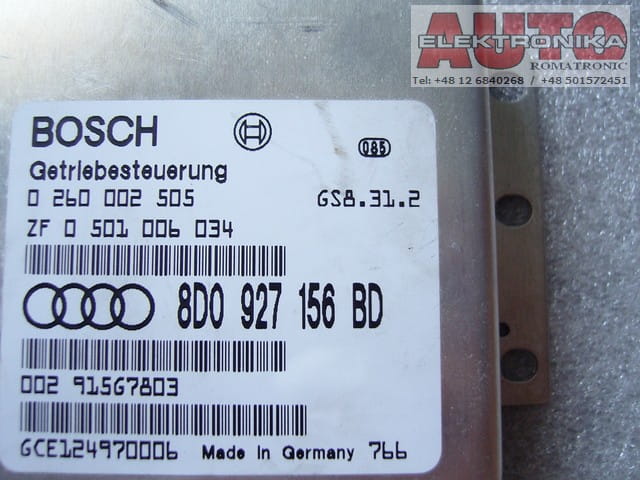 AUTO
ELEKTRONIKA
ROMATRONIC
Tel: +48 12 6840268 / +48 501572451
BOSCH
085
Getriebesteuerung
0 260 002 505 GS8.31.2
ZF 0 501 006 034
8D0 927 156 BD
002 91567803
GCE124970006 Made in Germany 766